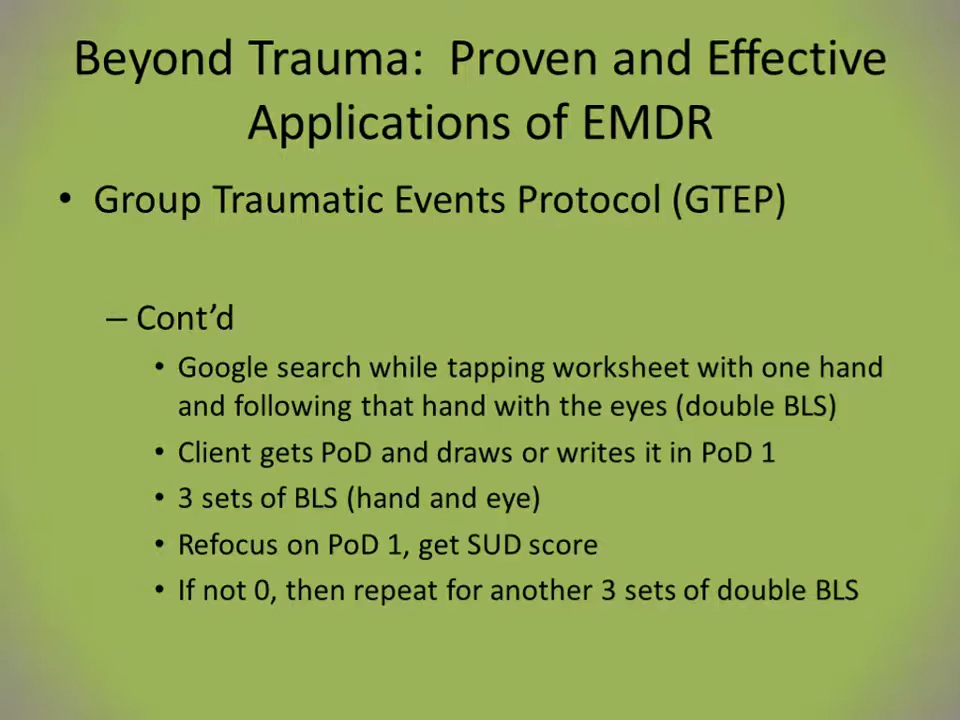 Beyond Trauma:  Proven and Effective
Applications of EMDR
• Group Traumatic Events Protocol (GTEP)
– Cont’d
• Google search while tapping worksheet with one hand
and following that hand with the eyes (double BLS)
• Client gets PoD and draws or writes it in PoD 1
• 3 sets of BLS (hand and eye)
• Refocus on PoD 1, get SUD score
• If not 0, then repeat for another 3 sets of double BLS